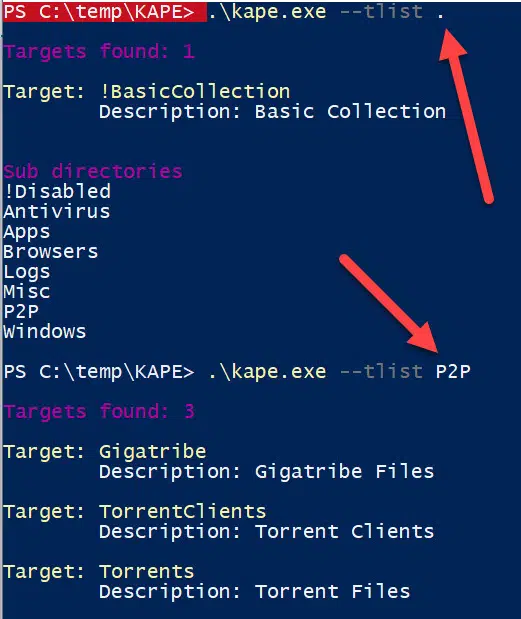 PS C:\temp\KAPE> .\kape.exe --tlist .
Targets found: 1
Target: !BasicCollection
Description: Basic Collection
Sub directories
!Disabled
Antivirus
Apps
Browsers
Logs
Misc
P2P
Windows
PS C:\temp\KAPE> .\kape.exe --tlist P2P
Targets found: 3
Target: Gigatribe
Description: Gigatribe Files
Target: TorrentClients
Description: Torrent Clients
Target: Torrents
Description: Torrent Files